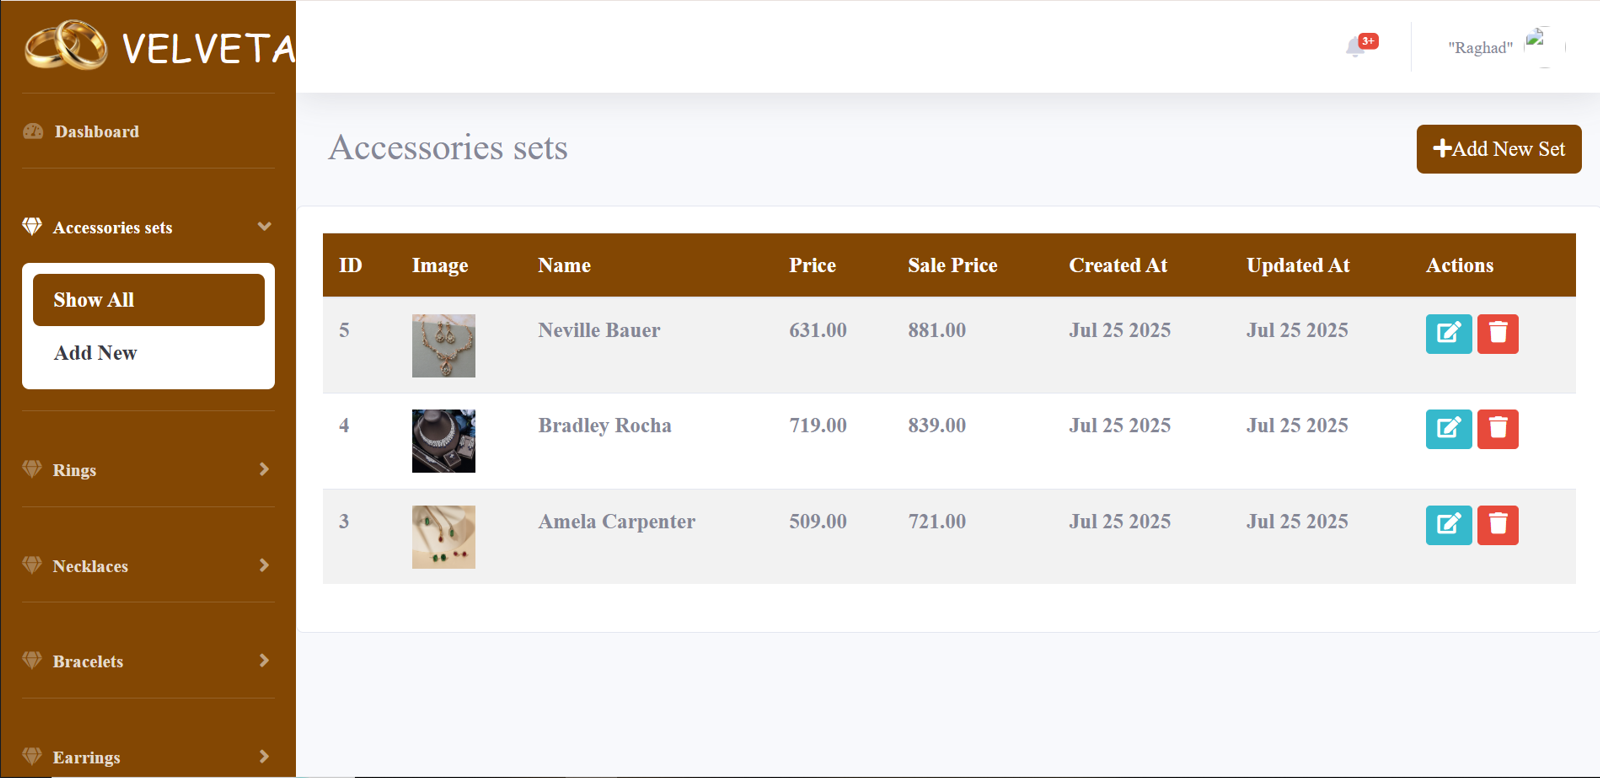 VELVETA
3+
"Raghad"
Dashboard
Accessories sets
Add New Set
Accessories sets
Show All
Add New
Rings
Necklaces
Bracelets
Earrings
ID Image Name Price Sale Price Created At Updated At Actions
5 Neville Bauer 631.00 881.00 Jul 25 2025 Jul 25 2025
4 Bradley Rocha 719.00 839.00 Jul 25 2025 Jul 25 2025
3 Amela Carpenter 509.00 721.00 Jul 25 2025 Jul 25 2025